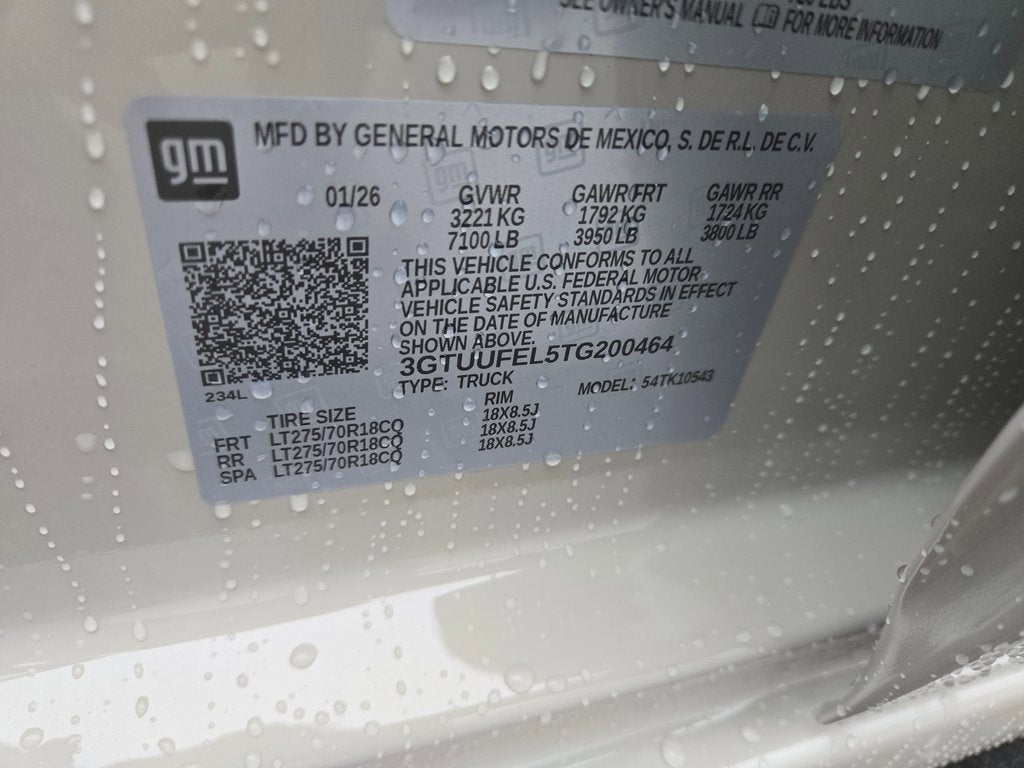 LBS
SEE OWNER'S MANUAL FOR MORE INFORMATION
gm
MFD BY GENERAL MOTORS DE MEXICO, S. DE R.L. DE C.V.
01/26 GVWR GAWR FRT GAWR RR
3221 KG 1792 KG 1724 KG
7100 LB 3950 LB 3800 LB
THIS VEHICLE CONFORMS TO ALL
APPLICABLE U.S. FEDERAL MOTOR
VEHICLE SAFETY STANDARDS IN EFFECT
ON THE DATE OF MANUFACTURE
SHOWN ABOVE.
3GTUUFEL5TG200464
TYPE: TRUCK MODEL: 54TK10543
234L
TIRE SIZE RIM
FRT LT275/70R18CQ 18X8.5J
RR LT275/70R18CQ 18X8.5J
SPA LT275/70R18CQ 18X8.5J